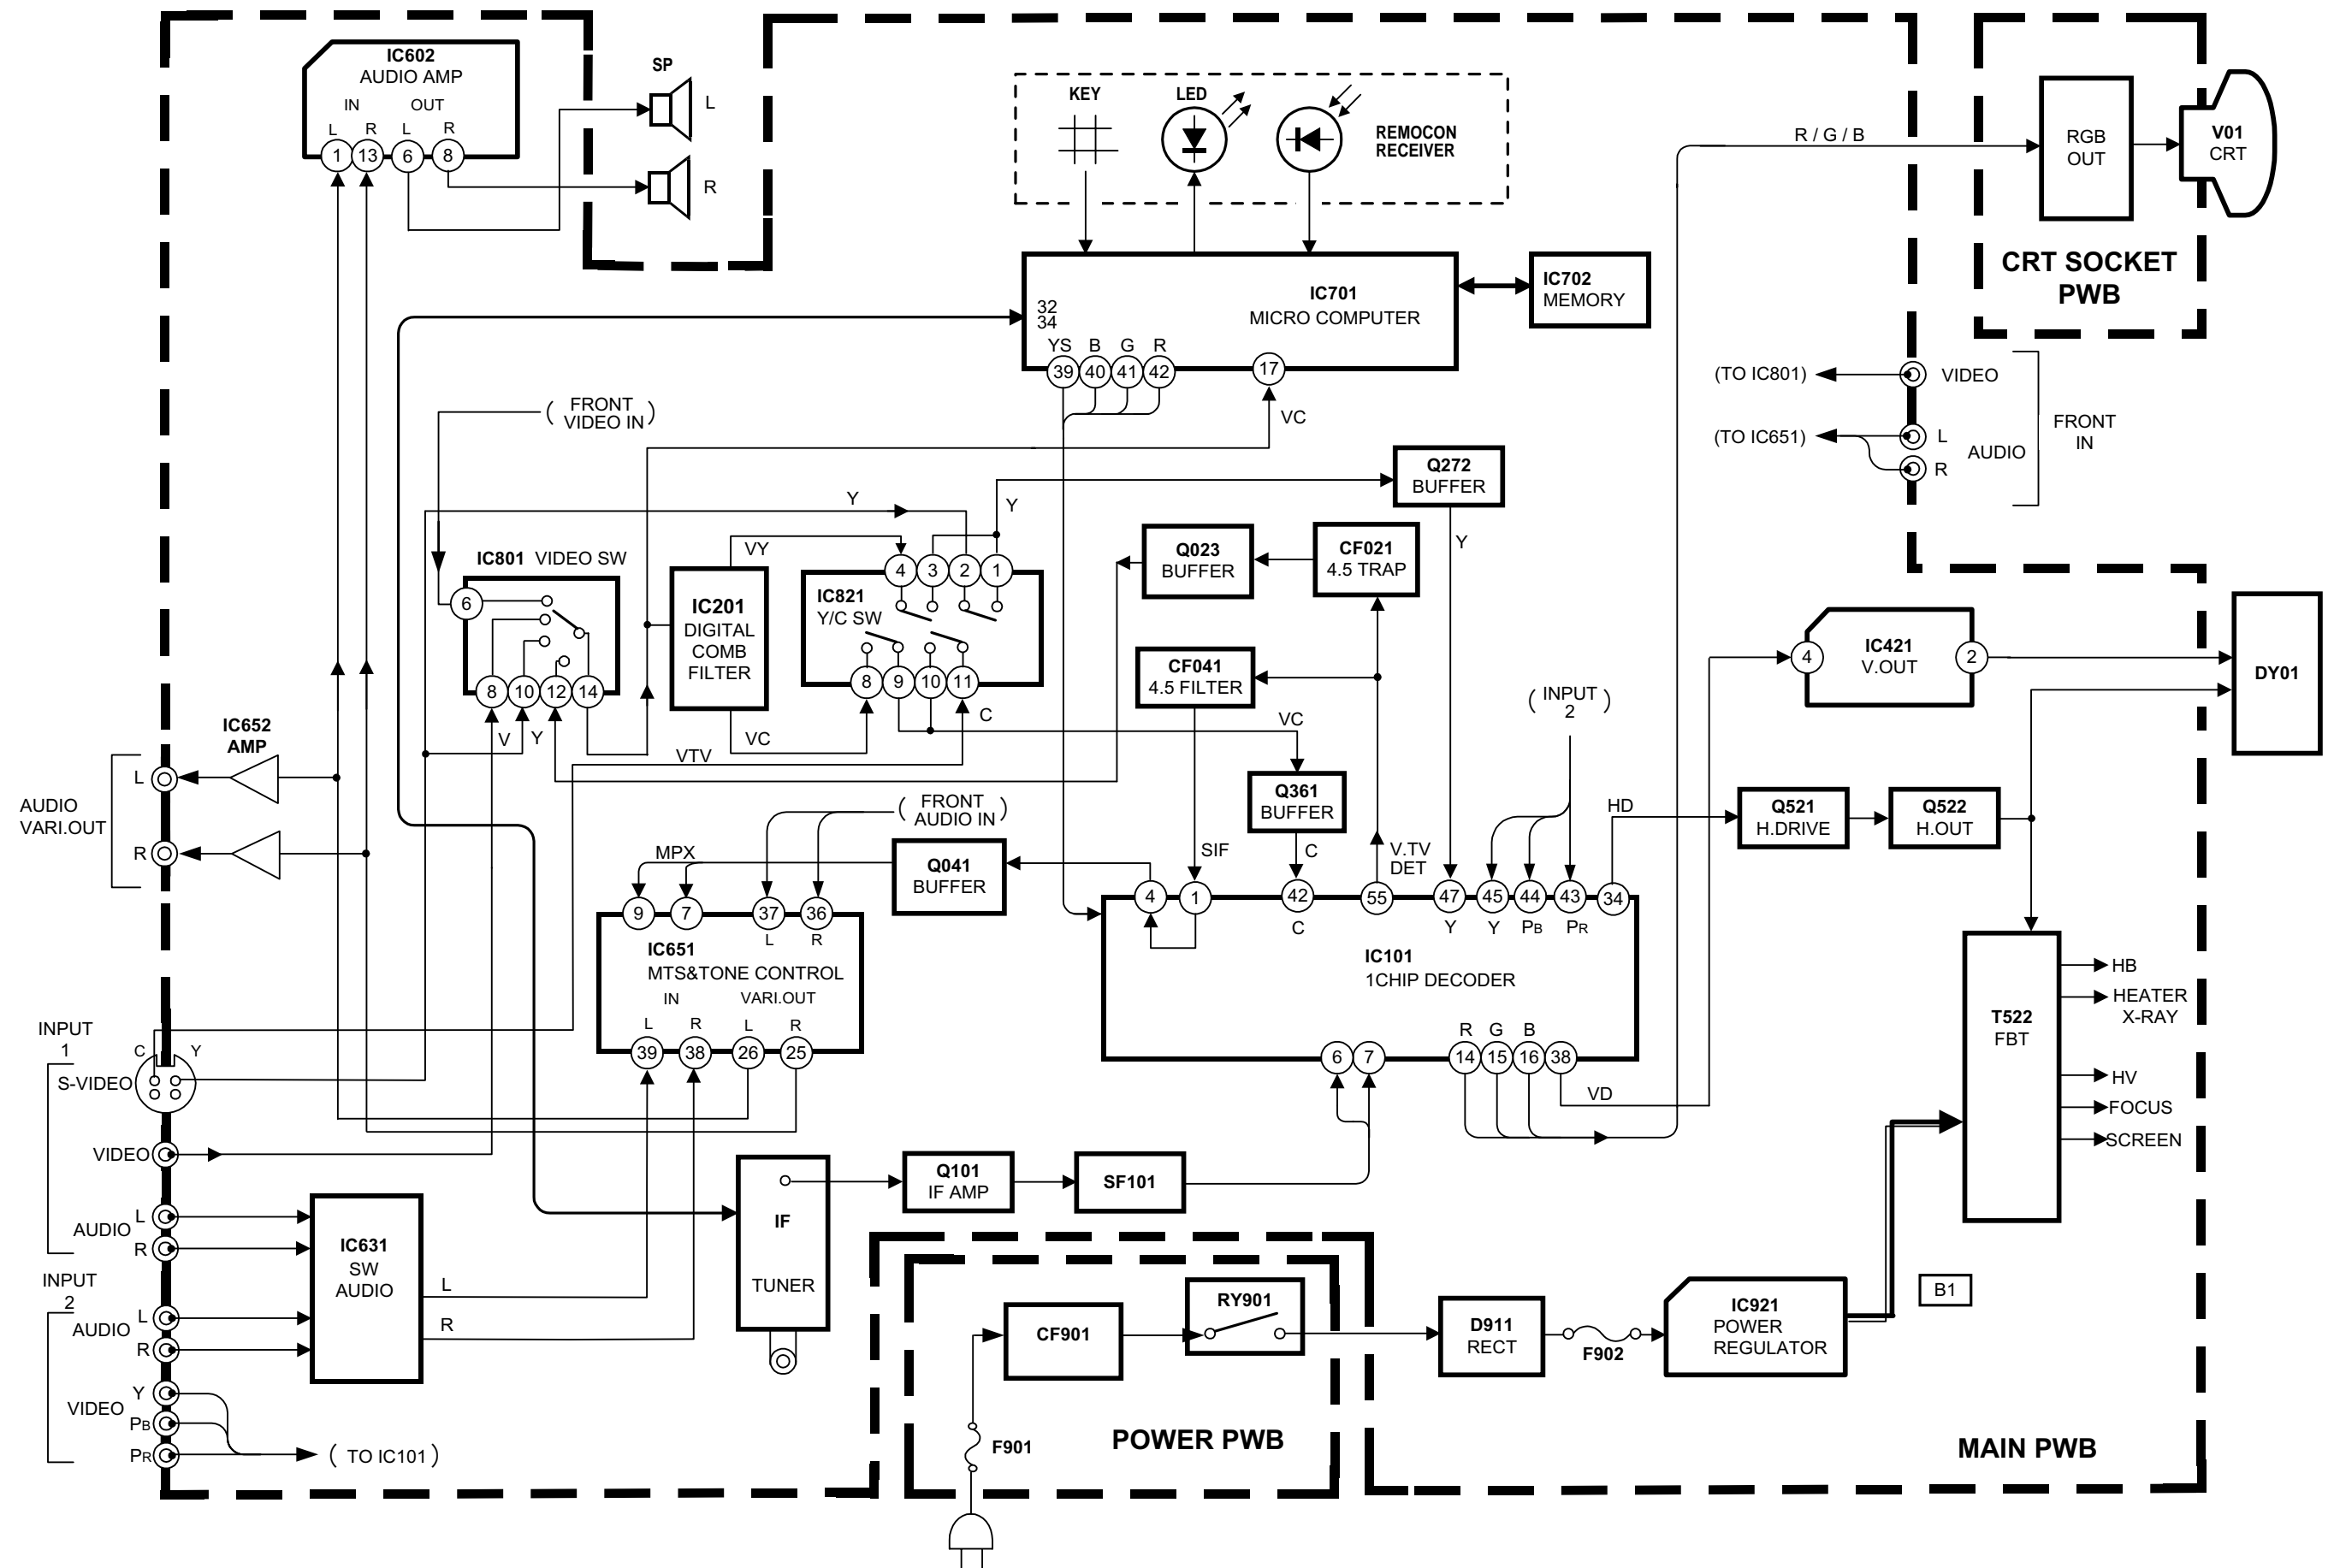 IC602
AUDIO AMP
IN OUT
L R L R
1 13 6 8
SP
L
R
KEY LED
REMOCON
RECEIVER
R / G / B
RGB
OUT
V01
CRT
CRT SOCKET
PWB
IC701
MICRO COMPUTER
32
34
YS B G R
39 40 41 42 17
IC702
MEMORY
VC
(TO IC801)
VIDEO
(TO IC651)
L
AUDIO
R
FRONT
IN
( FRONT
VIDEO IN )
Y
Y
Q272
BUFFER
Y
VY
IC801 VIDEO SW
6
8 10 12 14
V Y
IC201
DIGITAL
COMB
FILTER
VC
4 3 2 1
IC821
Y/C SW
8 9 10 11
C
VTV
Q023
BUFFER
CF021
4.5 TRAP
CF041
4.5 FILTER
VC
( INPUT
2 )
4 2
IC421
V.OUT
DY01
IC652
AMP
AUDIO
VARI.OUT
L
R
Q361
BUFFER
C
HD
Q521
H.DRIVE
Q522
H.OUT
( FRONT
AUDIO IN )
MPX
Q041
BUFFER
SIF
V.TV
DET
9 7 37 36
L R
IC651
MTS&TONE CONTROL
IN VARI.OUT
L R L R
39 38 26 25
4 1 42 55 47 45 44 43 34
C Y Y PB PR
IC101
1CHIP DECODER
R G B
6 7 14 15 16 38
VD
T522
FBT
HB
HEATER
X-RAY
HV
FOCUS
SCREEN
INPUT
1
C Y
S-VIDEO
VIDEO
AUDIO
L
R
INPUT
2
AUDIO
L
R
VIDEO
Y
PB
PR
( TO IC101 )
IC631
SW
AUDIO
L
R
IF
TUNER
Q101
IF AMP
SF101
CF901
RY901
F901
POWER PWB
D911
RECT
F902
IC921
POWER
REGULATOR
B1
MAIN PWB